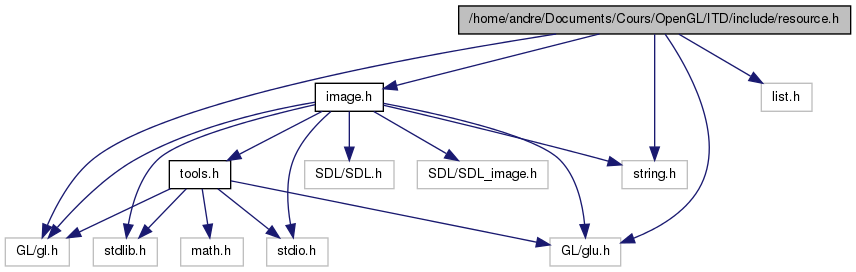 /home/andre/Documents/Cours/OpenGL/ITD/include/resource.h
image.h
list.h
tools.h
SDL/SDL.h
SDL/SDL_image.h
string.h
GL/gl.h
stdlib.h
math.h
stdio.h
GL/glu.h